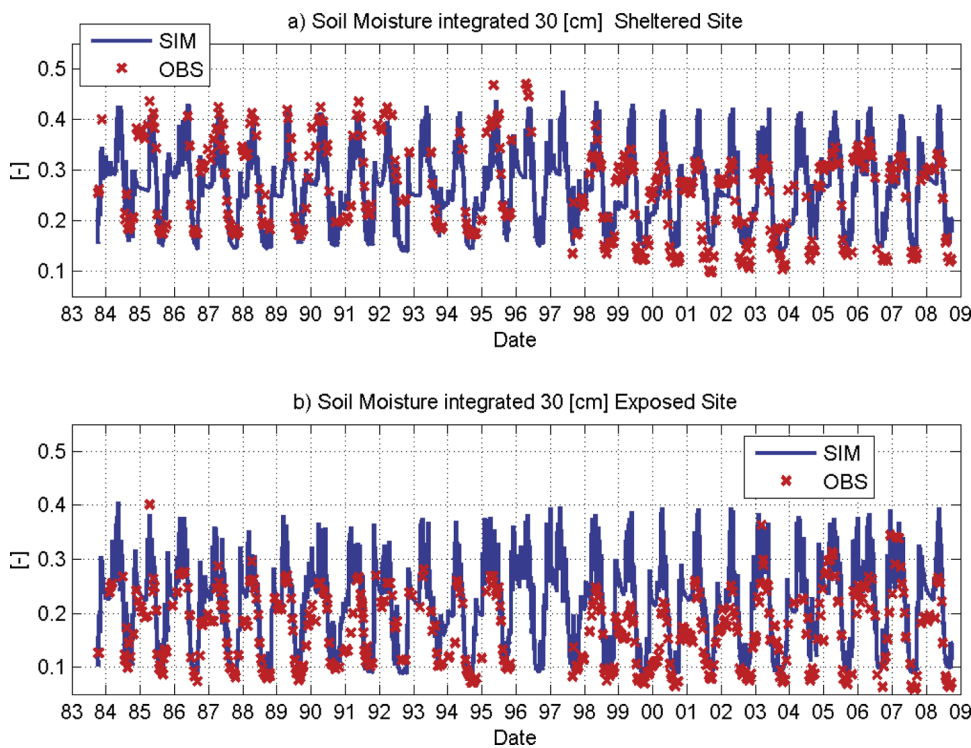 a) Soil Moisture integrated 30 [cm]  Sheltered Site
SIM
OBS
0.5
0.4
0.3
0.2
0.1
[-]
83 84 85 86 87 88 89 90 91 92 93 94 95 96 97 98 99 00 01 02 03 04 05 06 07 08 09
Date
b) Soil Moisture integrated 30 [cm] Exposed Site
SIM
OBS
0.5
0.4
0.3
0.2
0.1
[-]
83 84 85 86 87 88 89 90 91 92 93 94 95 96 97 98 99 00 01 02 03 04 05 06 07 08 09
Date